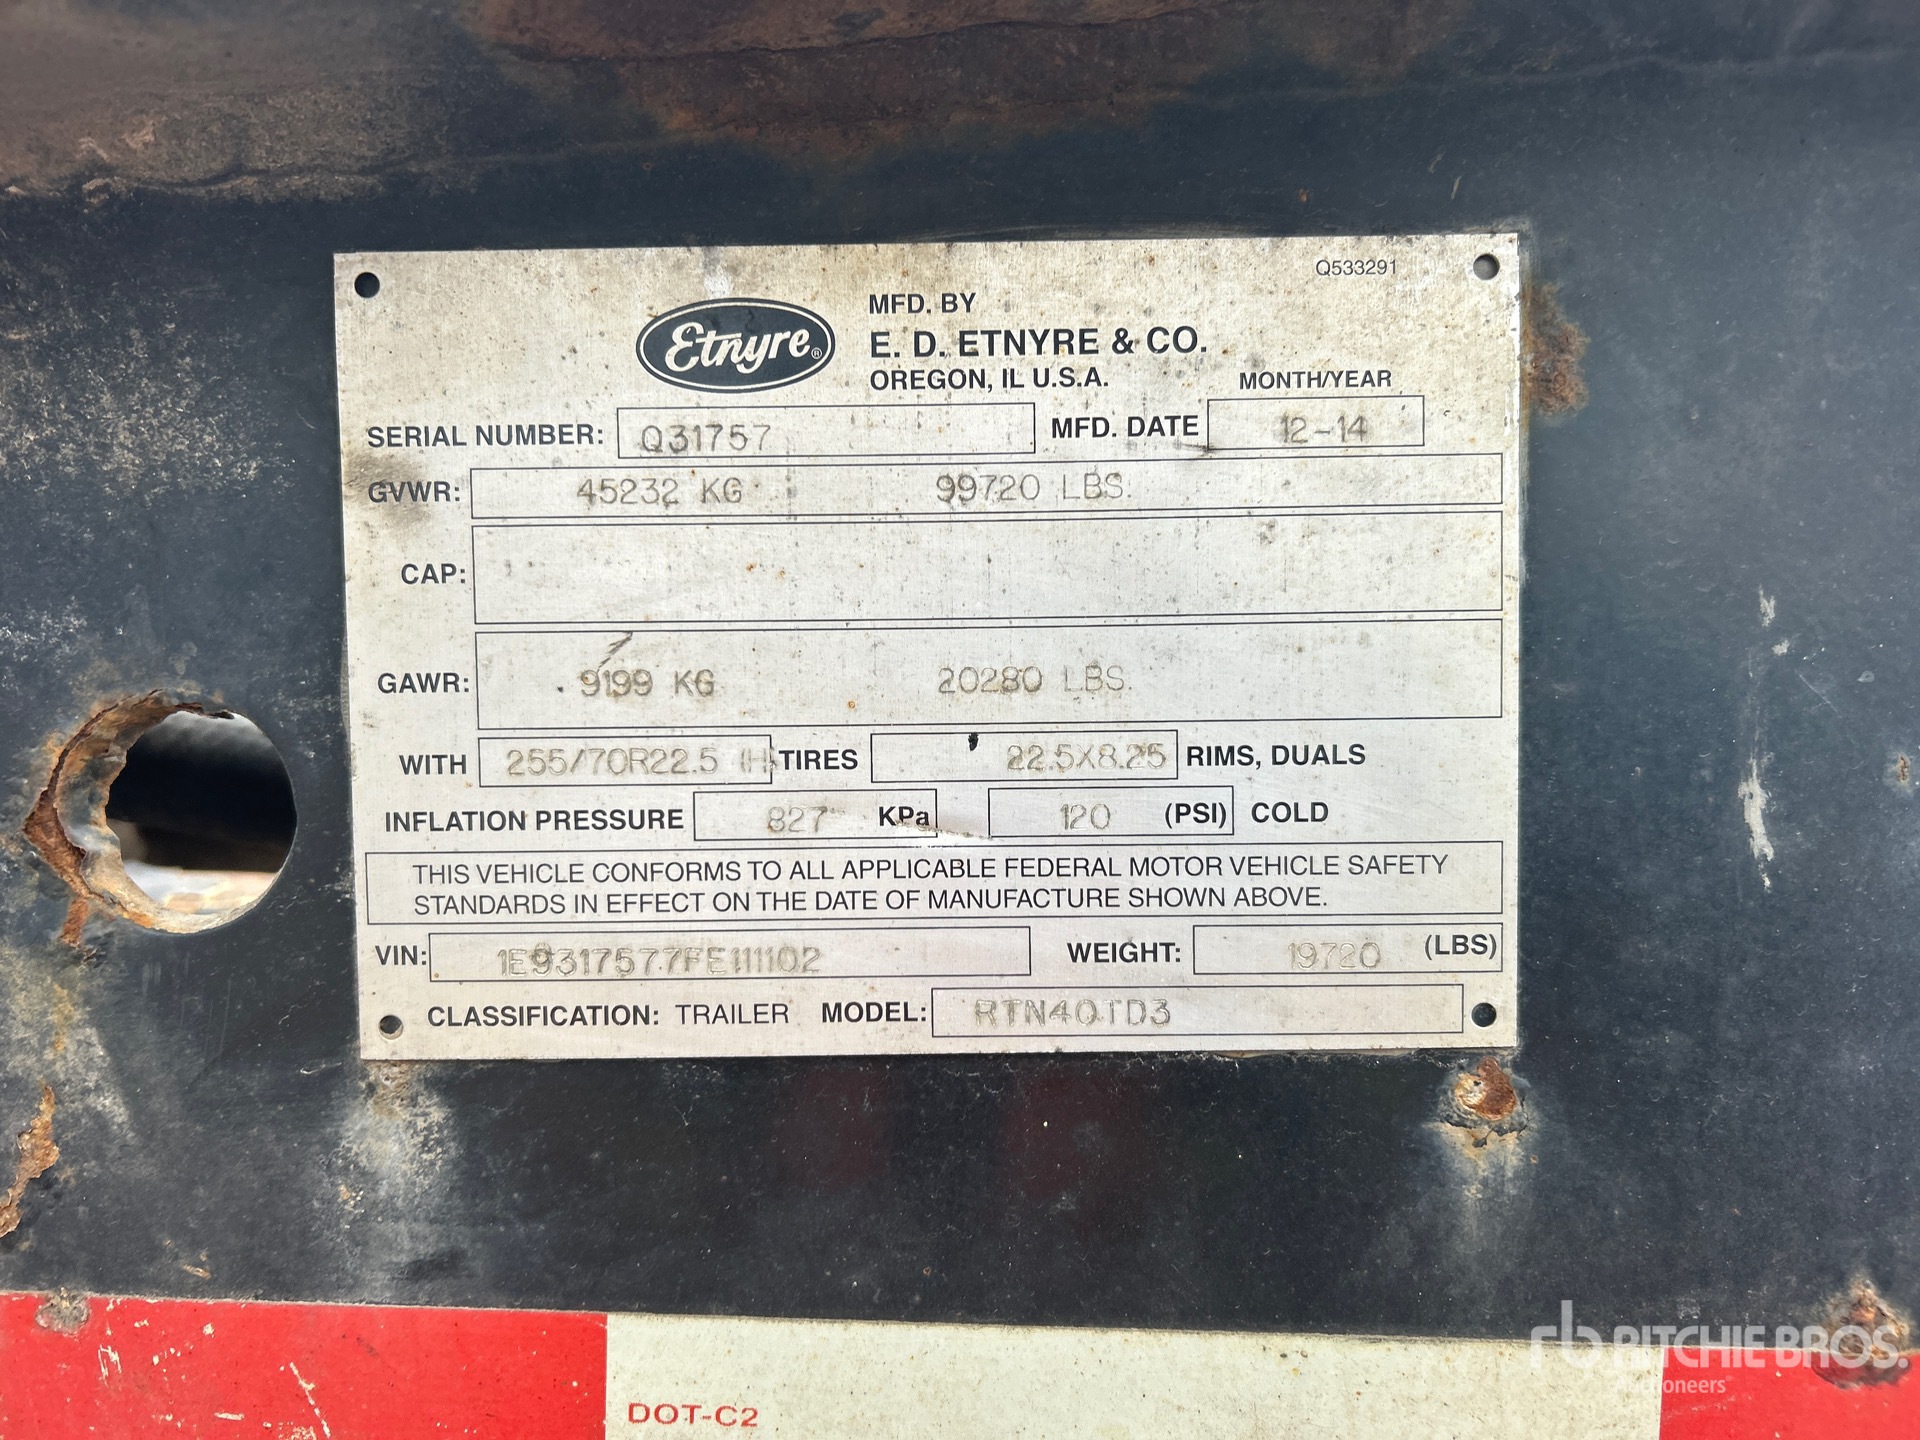 Q533291
Etnyre®
MFD. BY
E. D. ETNYRE & CO.
OREGON, IL U.S.A.
MONTH/YEAR
SERIAL NUMBER: Q31757 MFD. DATE 12-14
GVWR: 45232 KG 99720 LBS.
CAP:
GAWR: 9199 KG 20280 LBS.
WITH 255/70R22.5 (H) TIRES 22.5X8.25 RIMS, DUALS
INFLATION PRESSURE 827 KPa 120 (PSI) COLD
THIS VEHICLE CONFORMS TO ALL APPLICABLE FEDERAL MOTOR VEHICLE SAFETY
STANDARDS IN EFFECT ON THE DATE OF MANUFACTURE SHOWN ABOVE.
VIN: 1E9317577FE111102 WEIGHT: 19720 (LBS)
CLASSIFICATION: TRAILER MODEL: RTN40TD3
DOT-C2
rb RITCHIE BROS.
Auctioneers